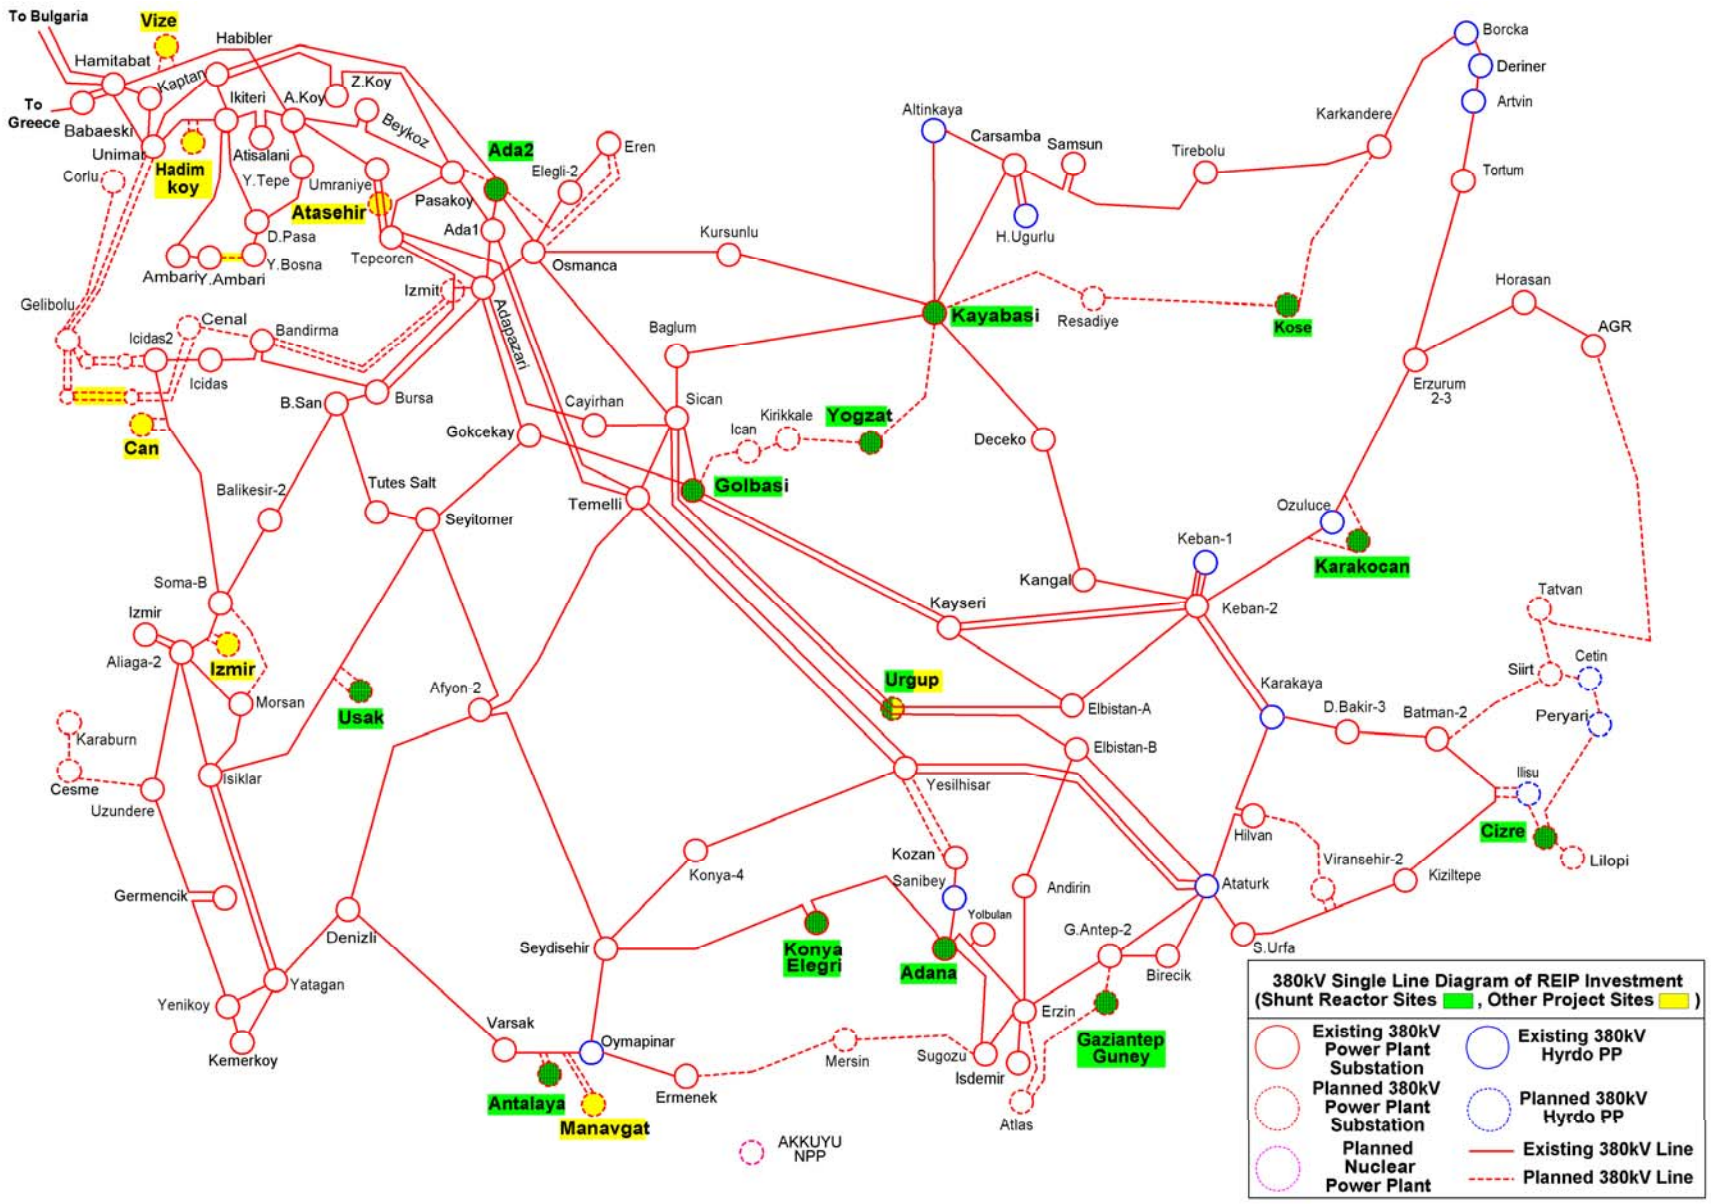 To Bulgaria
Vize
Habibler
Hamitabat
Kaptan
Z.Koy
To
Greece
Babaeski
Ikiteri
A.Koy
Beykoz
Unimar
Corlu
Hadim
koy
Atisalani
Y.Tepe
Umraniye
Atasehir
Ada2
Elegli-2
Eren
Pasakoy
Ada1
D.Pasa
Y.Bosna
Ambari
Y.Ambari
Tepeoren
Osmanca
Izmit
Adapazari
Kursunlu
Altinkaya
Carsamba
Samsun
H.Ugurlu
Tirebolu
Karkandere
Borcka
Deriner
Artvin
Tortum
Gelibolu
Icidas2
Cenal
Bandirma
Icidas
Bursa
B.San
Can
Baglum
Kayabasi
Resadiye
Kose
Horasan
AGR
Erzurum
2-3
Cayirhan
Sican
Gokcekay
Ican
Kirikkale
Yogzat
Golbasi
Temelli
Deceko
Balikesir-2
Tutes Salt
Seyitomer
Ozuluce
Karakocan
Keban-1
Keban-2
Kangal
Kayseri
Soma-B
Izmir
Aliaga-2
Izmir
Morsan
Usak
Afyon-2
Urgup
Elbistan-A
Elbistan-B
Karakaya
D.Bakir-3
Batman-2
Tatvan
Siirt
Cetin
Peryari
Ilisu
Cizre
Lilopi
Karaburn
Cesme
Uzundere
Isiklar
Yesilhisar
Hilvan
Viransehir-2
Kiziltepe
Konya-4
Kozan
Sanibey
Yolbulan
Andirin
Ataturk
G.Antep-2
Birecik
S.Urfa
Germencik
Denizli
Seydisehir
Konya
Elegri
Adana
Yatagan
Yenikoy
Kemerkoy
Varsak
Oymapinar
Antalaya
Manavgat
Ermenek
Mersin
Sugozu
Isdemir
Erzin
Atlas
Gaziantep
Guney
AKKUYU
NPP
380kV Single Line Diagram of REIP Investment
(Shunt Reactor Sites , Other Project Sites )
Existing 380kV
Power Plant
Substation
Existing 380kV
Hyrdo PP
Planned 380kV
Power Plant
Substation
Planned 380kV
Hyrdo PP
Planned
Nuclear
Power Plant
Existing 380kV Line
Planned 380kV Line